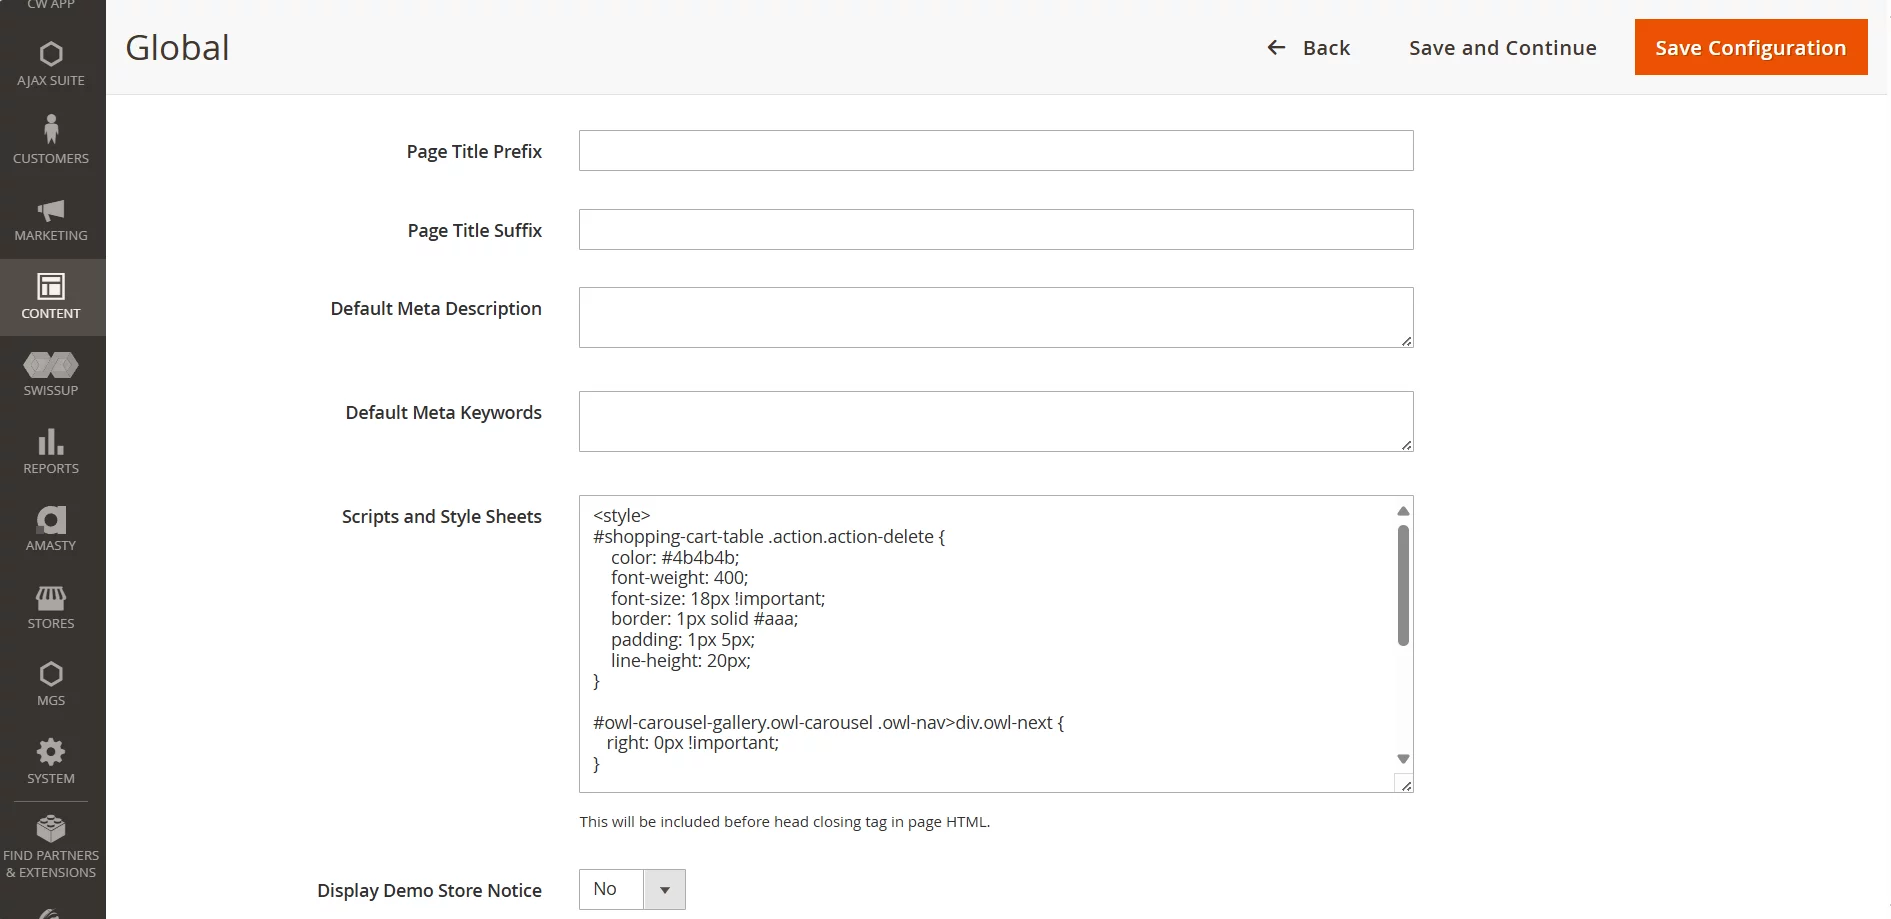 CW APP
AJAX SUITE
CUSTOMERS
MARKETING
CONTENT
SWISSUP
REPORTS
AMASTY
STORES
MGS
SYSTEM
FIND PARTNERS
& EXTENSIONS
Global
Back
Save and Continue
Save Configuration
Page Title Prefix
Page Title Suffix
Default Meta Description
Default Meta Keywords
Scripts and Style Sheets
<style>
#shopping-cart-table .action.action-delete {
    color: #4b4b4b;
    font-weight: 400;
    font-size: 18px !important;
    border: 1px solid #aaa;
    padding: 1px 5px;
    line-height: 20px;
}

#owl-carousel-gallery.owl-carousel .owl-nav>div.owl-next {
   right: 0px !important;
}
This will be included before head closing tag in page HTML.
Display Demo Store Notice
No